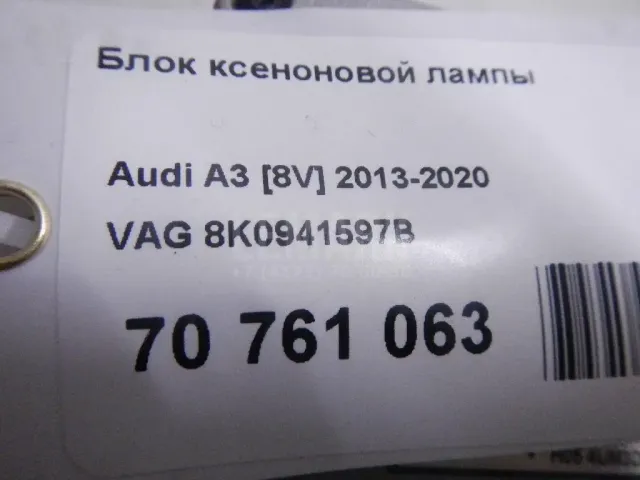 Блок ксеноновой лампы
Audi A3 [8V] 2013-2020
VAG 8K0941597B
70 761 063